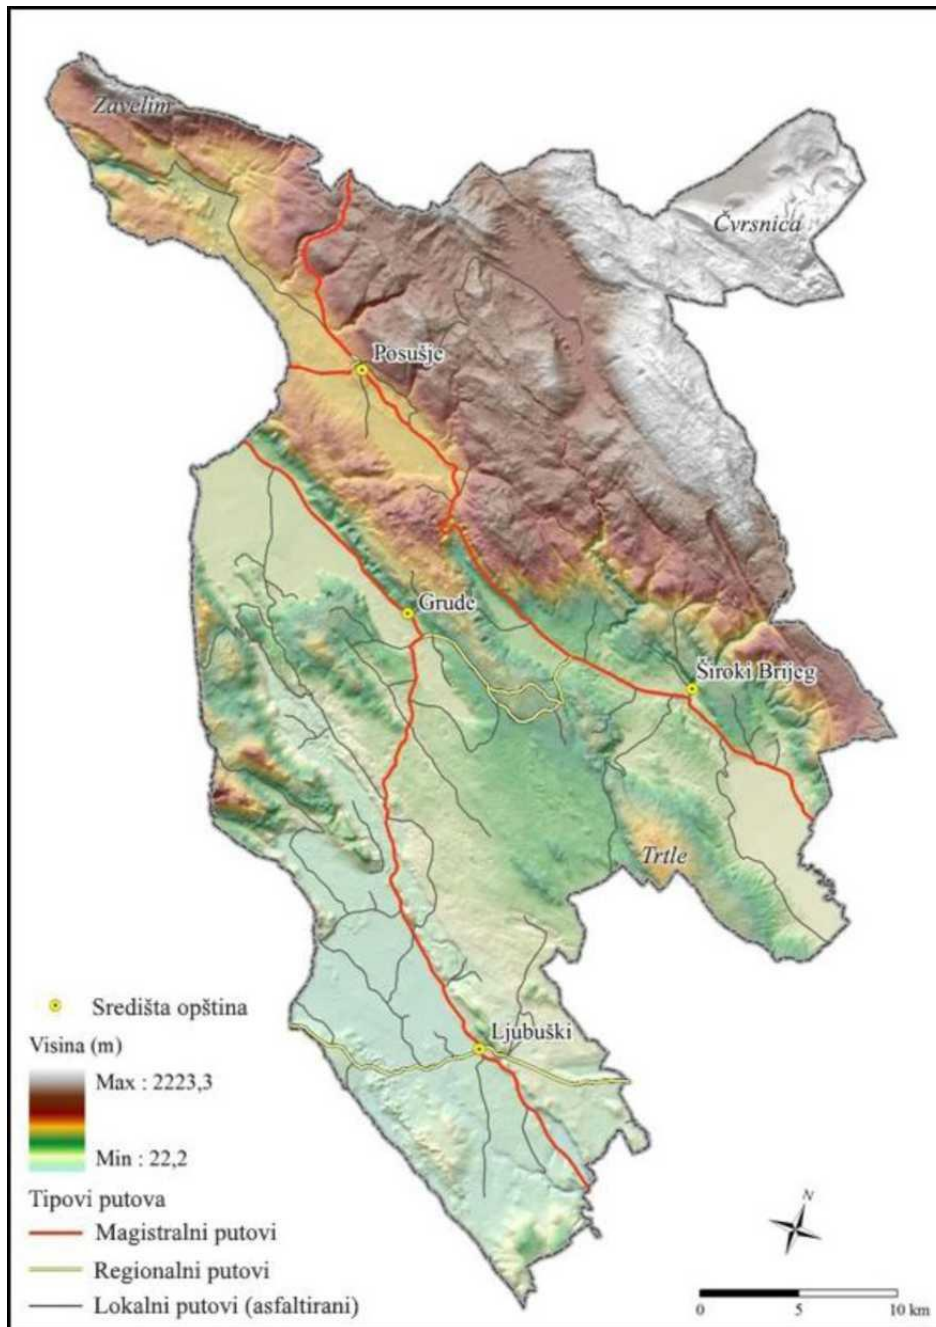 Zavelim
Čvrsnica
Posušje
Grude
Široki Brijeg
Trtle
Ljubuški
Središta opština
Visina (m)
Max : 2223,3
Min : 22,2
Tipovi putova
Magistralni putovi
Regionalni putovi
Lokalni putovi (asfaltirani)
N
0 5 10 km